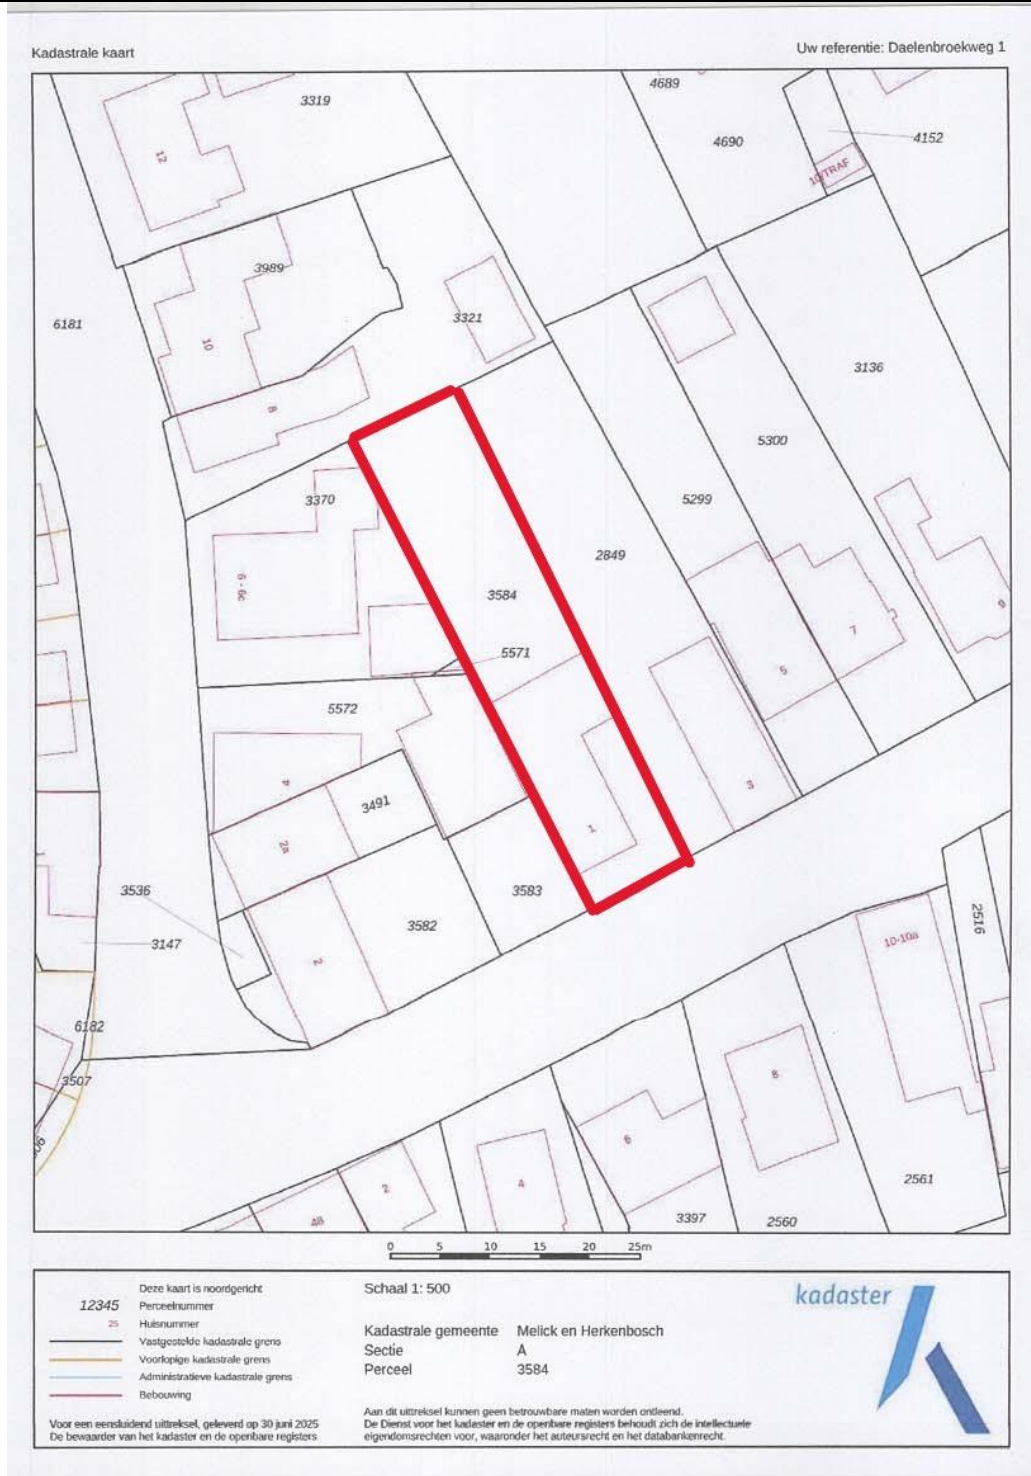 Kadastrale kaart
Uw referentie: Daelenbroekweg 1
3319
4689
4690
4152
10/TRAF
12
3989
6181
10
3321
3136
8
5300
3370
5299
2849
6 - 6c
3584
9
7
5571
5
5572
4
3
3491
1
2a
3536
3583
3582
2516
3147
10-10a
2
6182
8
3507
6
2
4
2561
4B
3397
2560
0 5 10 15 20 25m
Deze kaart is noordgericht
12345 Perceelnummer
25 Huisnummer
Vastgestelde kadastrale grens
Voorlopige kadastrale grens
Administratieve kadastrale grens
Bebouwing
Voor een eensluidend uittreksel, geleverd op 30 juni 2025
De bewaarder van het kadaster en de openbare registers
Schaal 1: 500
Kadastrale gemeente Melick en Herkenbosch
Sectie A
Perceel 3584
Aan dit uittreksel kunnen geen betrouwbare maten worden ontleend.
De Dienst voor het kadaster en de openbare registers behoudt zich de intellectuele
eigendomsrechten voor, waaronder het auteursrecht en het databankenrecht.
kadaster